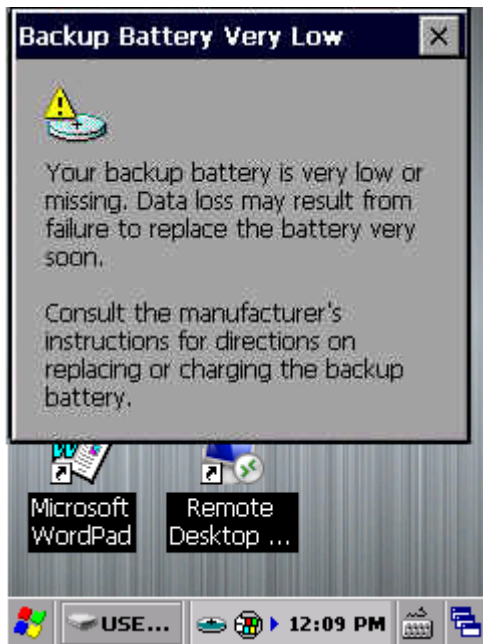 Backup Battery Very Low
Your backup battery is very low or
missing. Data loss may result from
failure to replace the battery very
soon.
Consult the manufacturer's
instructions for directions on
replacing or charging the backup
battery.
Microsoft
WordPad
Remote
Desktop ...
USE...
12:09 PM